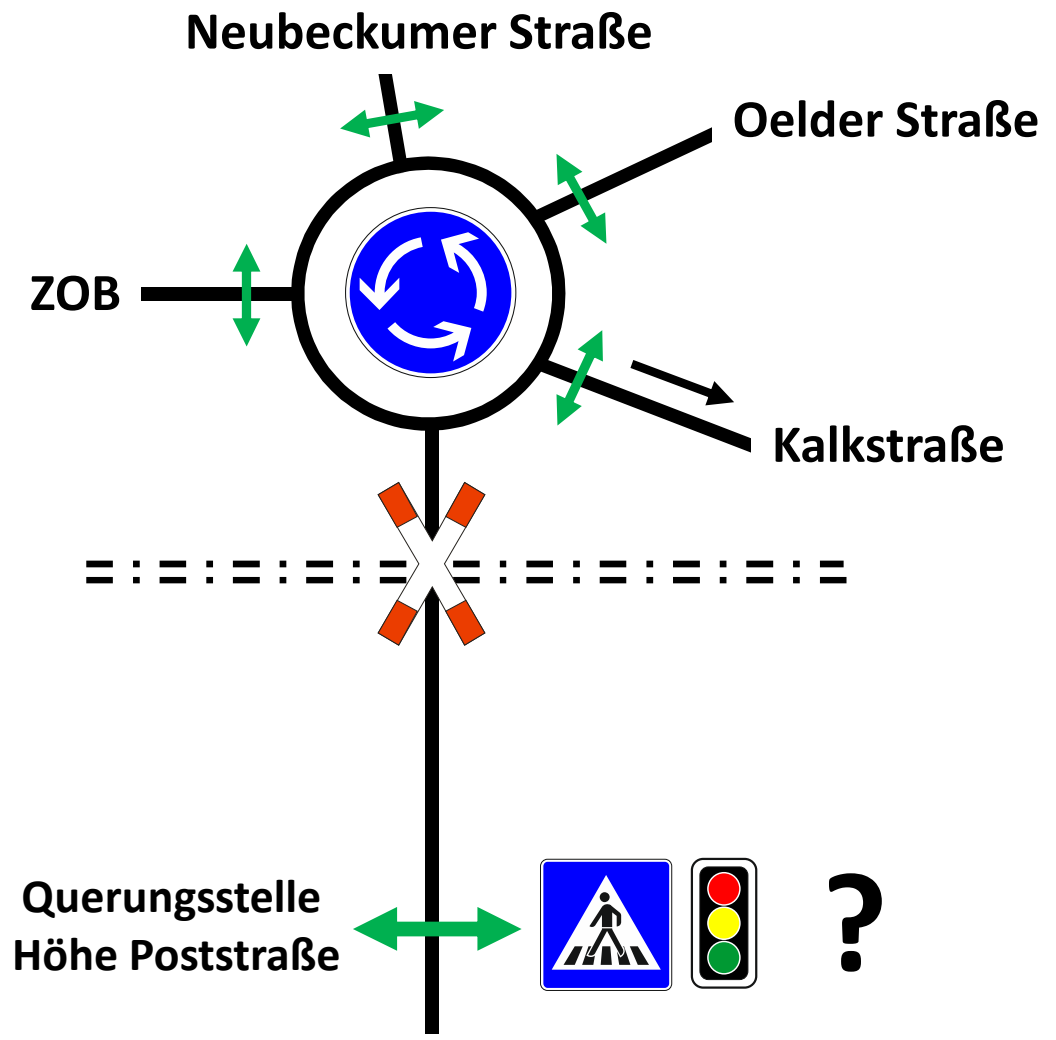 Neubeckumer Straße
Oelder Straße
ZOB
Kalkstraße
Querungsstelle
Höhe Poststraße
?